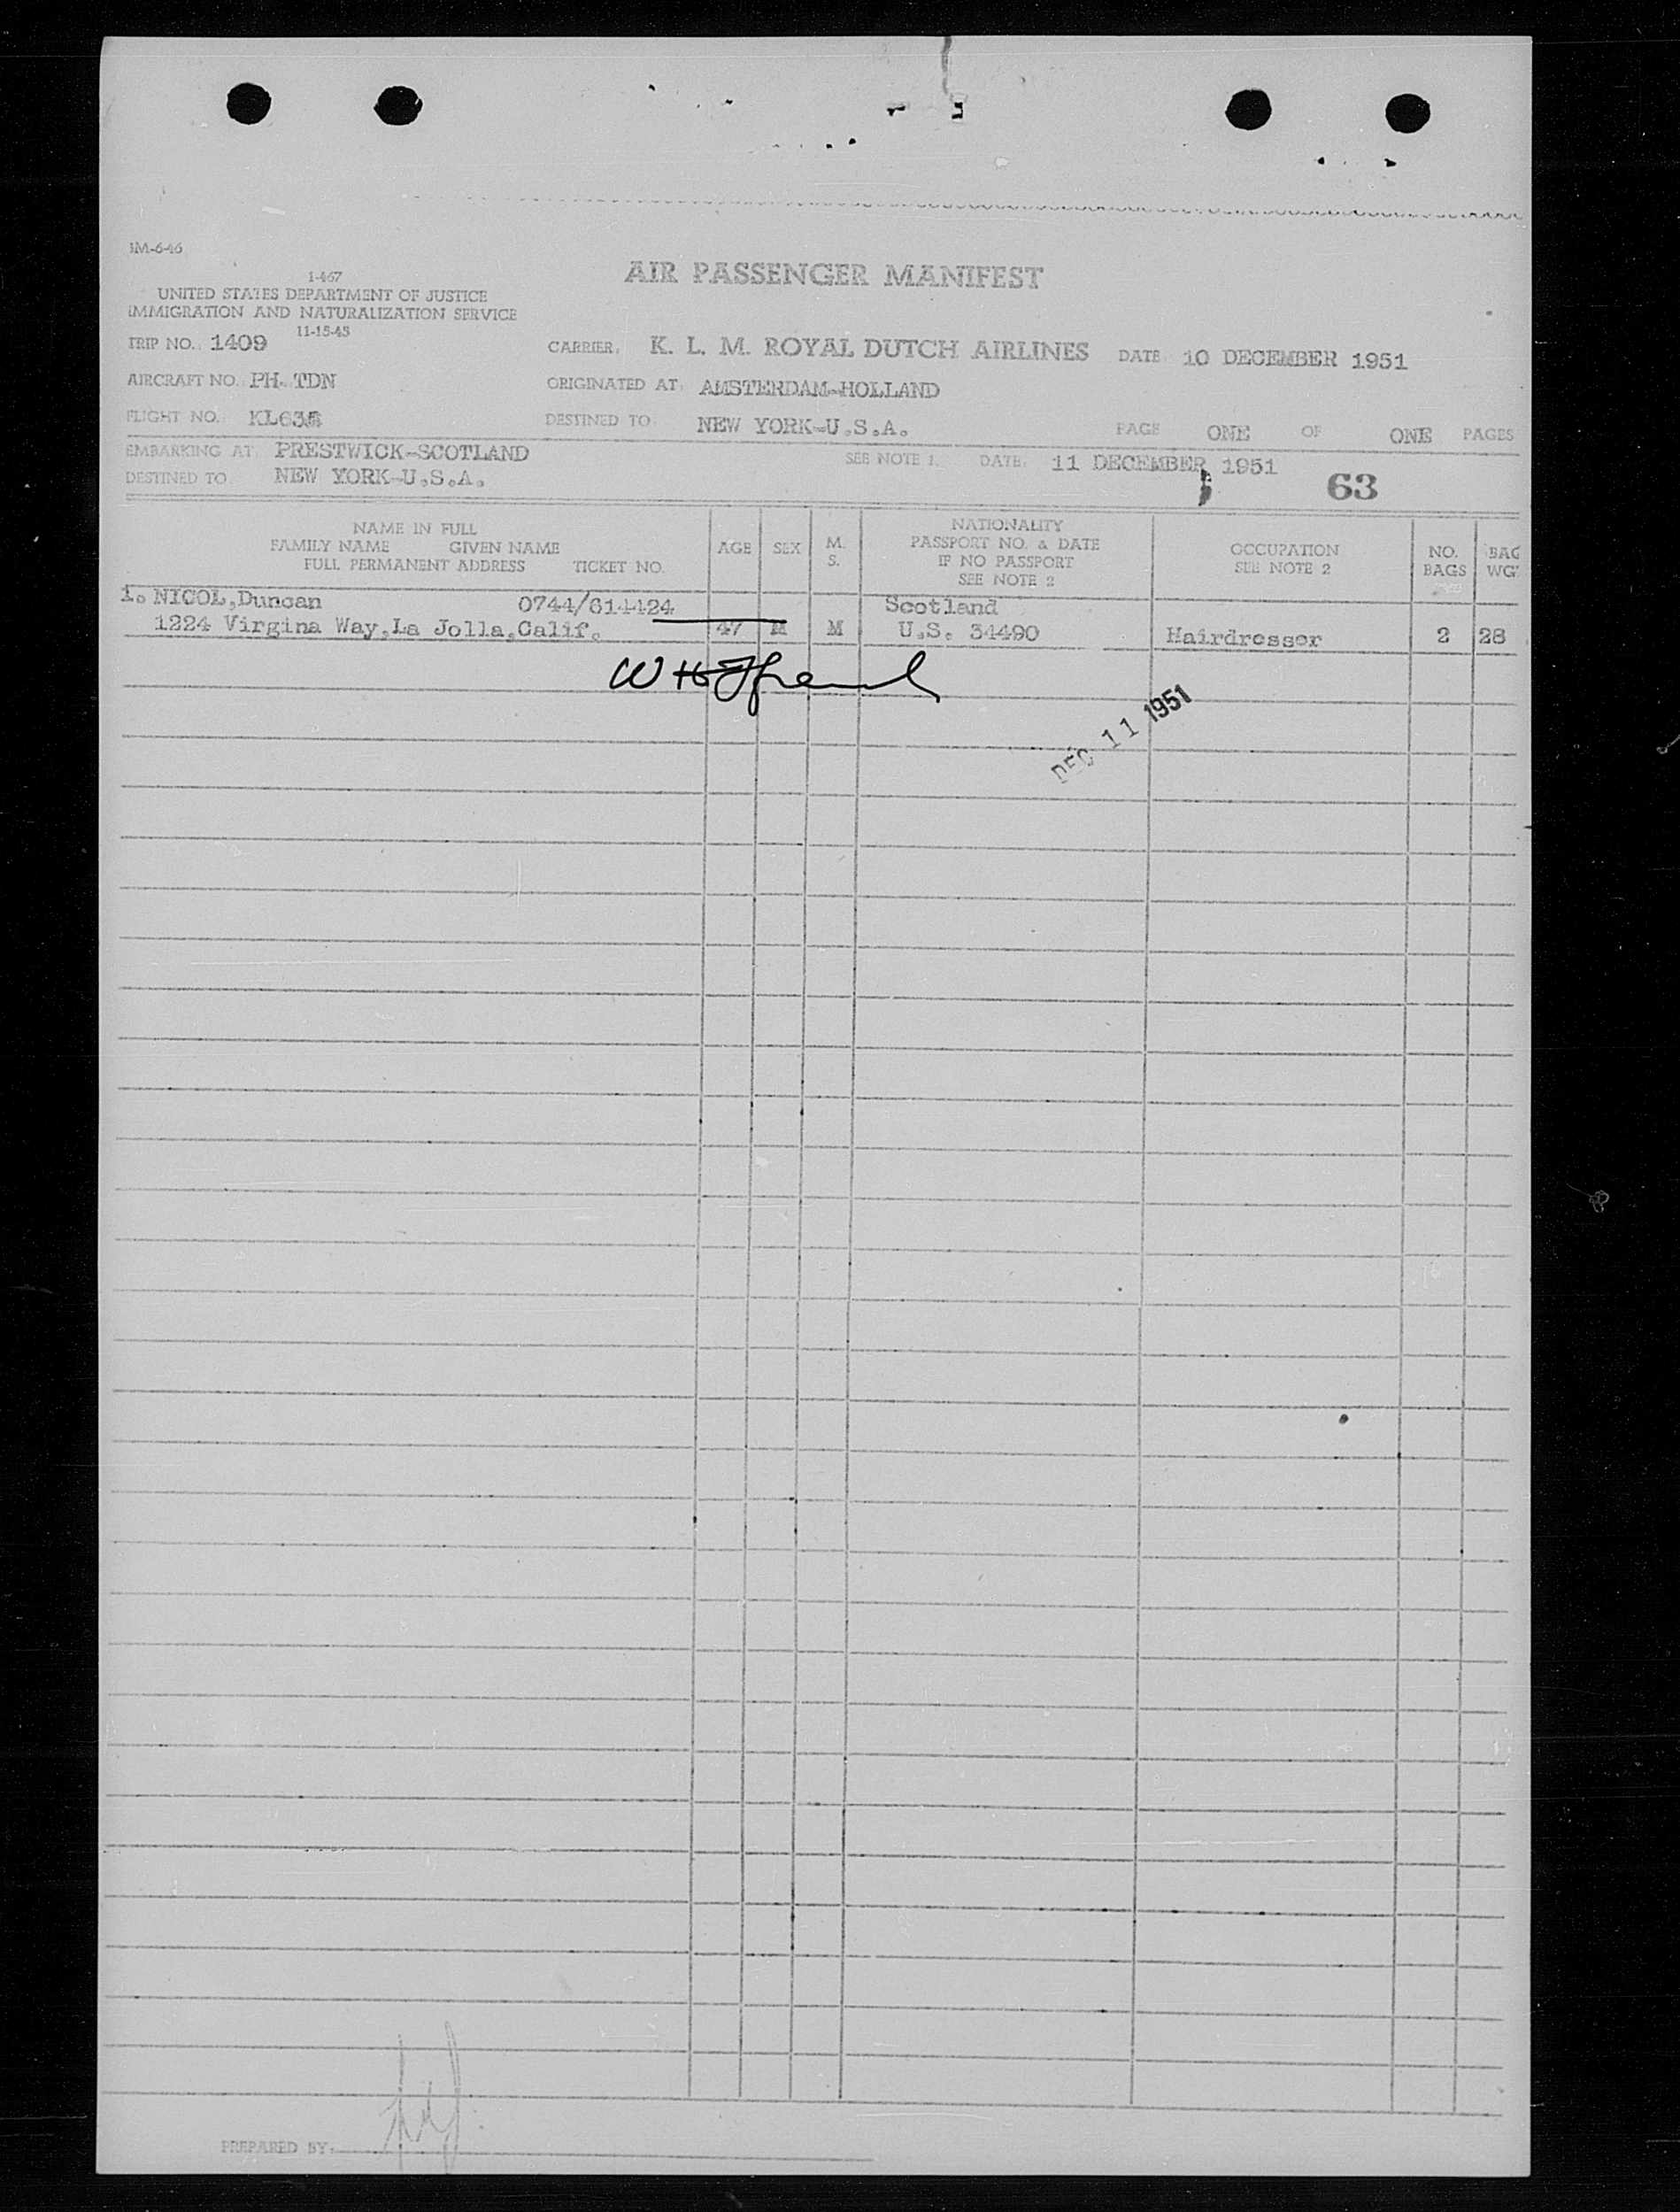 1M-6-46
1-467
UNITED STATES DEPARTMENT OF JUSTICE
IMMIGRATION AND NATURALIZATION SERVICE
11-15-45
AIR PASSENGER MANIFEST
TRIP NO. 1409
CARRIER, K. L. M. ROYAL DUTCH AIRLINES DATE 10 DECEMBER 1951
AIRCRAFT NO. PH-TDN
ORIGINATED AT AMSTERDAM-HOLLAND
FLIGHT NO. KL635
DESTINED TO NEW YORK-U.S.A.
PAGE ONE OF ONE PAGES
EMBARKING AT PRESTWICK-SCOTLAND
SEE NOTE 1. DATE, 11 DECEMBER 1951
DESTINED TO NEW YORK-U.S.A.
63
NAME IN FULL
FAMILY NAME GIVEN NAME
FULL PERMANENT ADDRESS TICKET NO.
AGE
SEX
M.
S.
NATIONALITY
PASSPORT NO. & DATE
IF NO PASSPORT
SEE NOTE 2
OCCUPATION
SEE NOTE 2
NO.
BAGS
BAG
WGT
1. NICOL,Duncan 0744/614424 Scotland
1224 Virgina Way,La Jolla,Calif. 47 M M U.S. 34490 Hairdresser 2 28
DEC 11 1951
PREPARED BY: